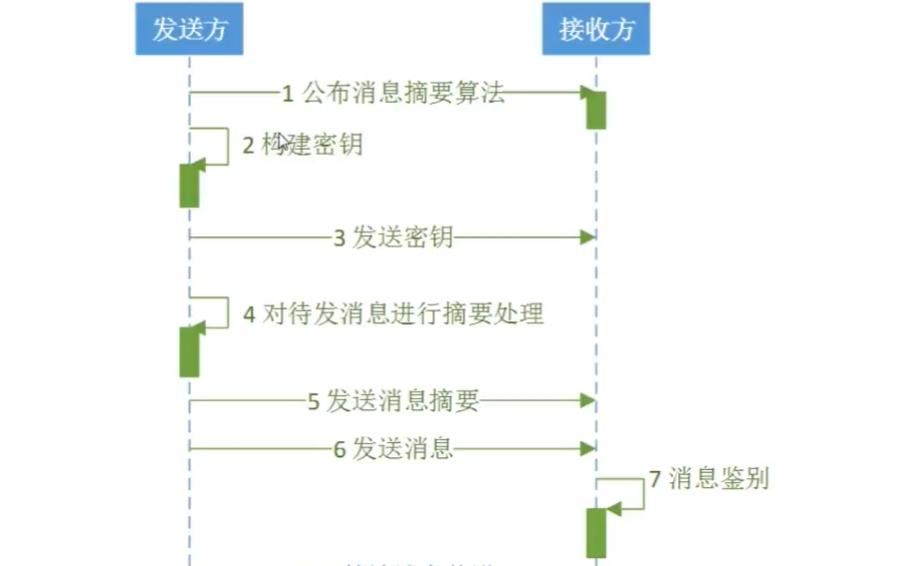 发送方
接收方
1 公布消息摘要算法
2 构建密钥
3 发送密钥
4 对待发消息进行摘要处理
5 发送消息摘要
6 发送消息
7 消息鉴别